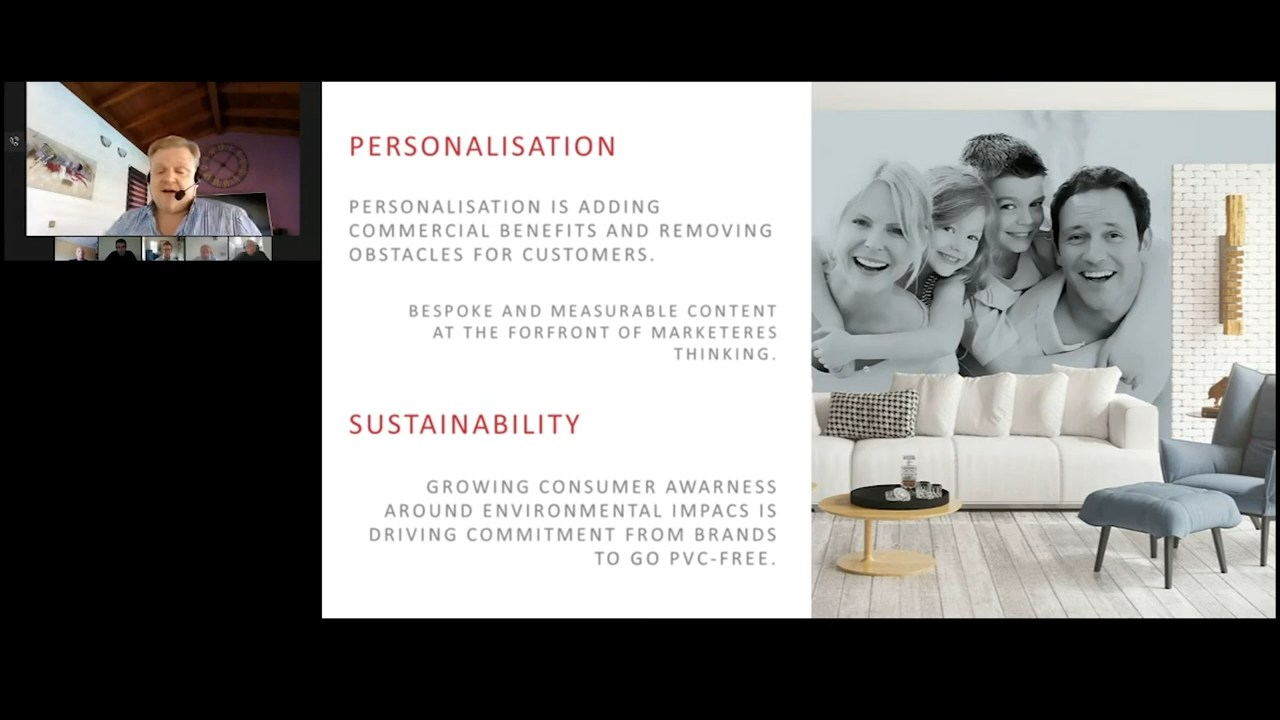 PERSONALISATION
PERSONALISATION IS ADDING
COMMERCIAL BENEFITS AND REMOVING
OBSTACLES FOR CUSTOMERS.
BESPOKE AND MEASURABLE CONTENT
AT THE FORFRONT OF MARKETERES
THINKING.
SUSTAINABILITY
GROWING CONSUMER AWARNESS
AROUND ENVIRONMENTAL IMPACS IS
DRIVING COMMITMENT FROM BRANDS
TO GO PVC-FREE.